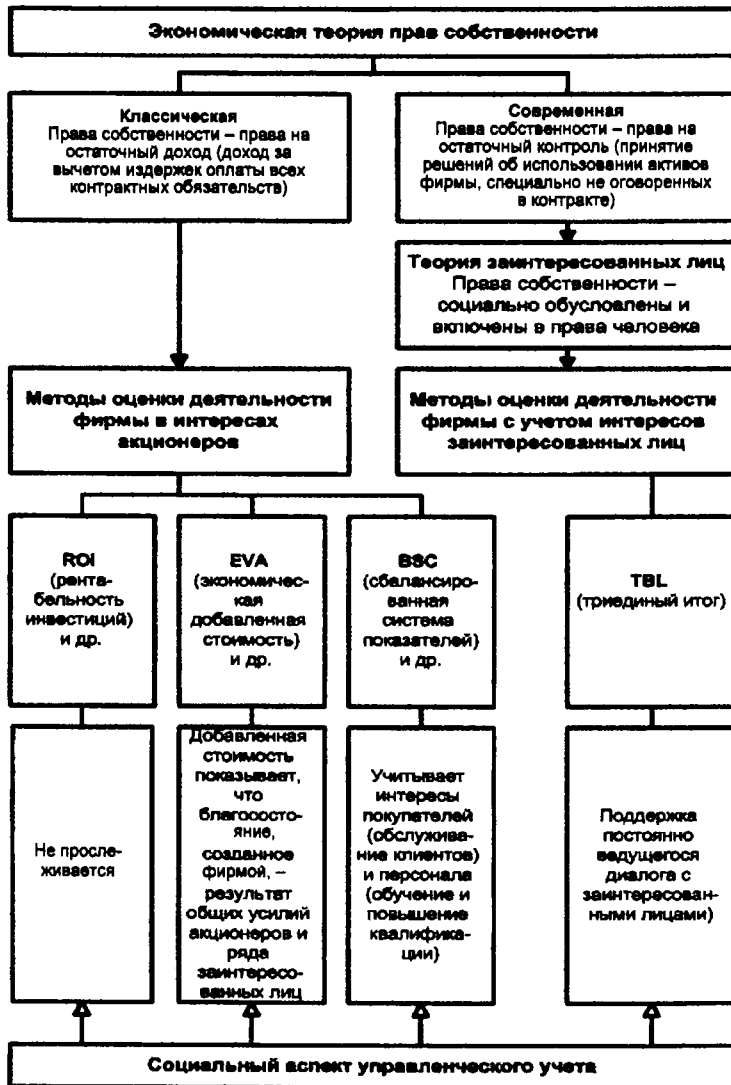 Экономическая теория прав собственности
Классическая
Права собственности – права на
остаточный доход (доход за
вычетом издержек оплаты всех
контрактных обязательств)
Современная
Права собственности – права на
остаточный контроль (принятие
решений об использовании активов
фирмы, специально не оговоренных
в контракте)
Теория заинтересованных лиц
Права собственности –
социально обусловлены и
включены в права человека
Методы оценки деятельности
фирмы в интересах
акционеров
Методы оценки деятельности
фирмы с учетом интересов
заинтересованных лиц
ROI
(рента-
бельность
инвестиций)
и др.
EVA
(экономичес-
кая
добавленная
стоимость)
и др.
BSC
(сбалансиро-
ванная
система
показателей)
и др.
TBL
(триединый итог)
Не просле-
живается
Добавленная
стоимость
показывает,
что
благосостo-
яние,
созданное
фирмой, –
результат
общих усилий
акционеров и
ряда
заинтересо-
ванных лиц
Учитывает
интересы
покупателей
(обслужива-
ние клиентов)
и персонала
(обучение и
повышение
квалифика-
ции)
Поддержка
постоянно
ведущегося
диалога с
заинтересован-
ными лицами)
Социальный аспект управленческого учета